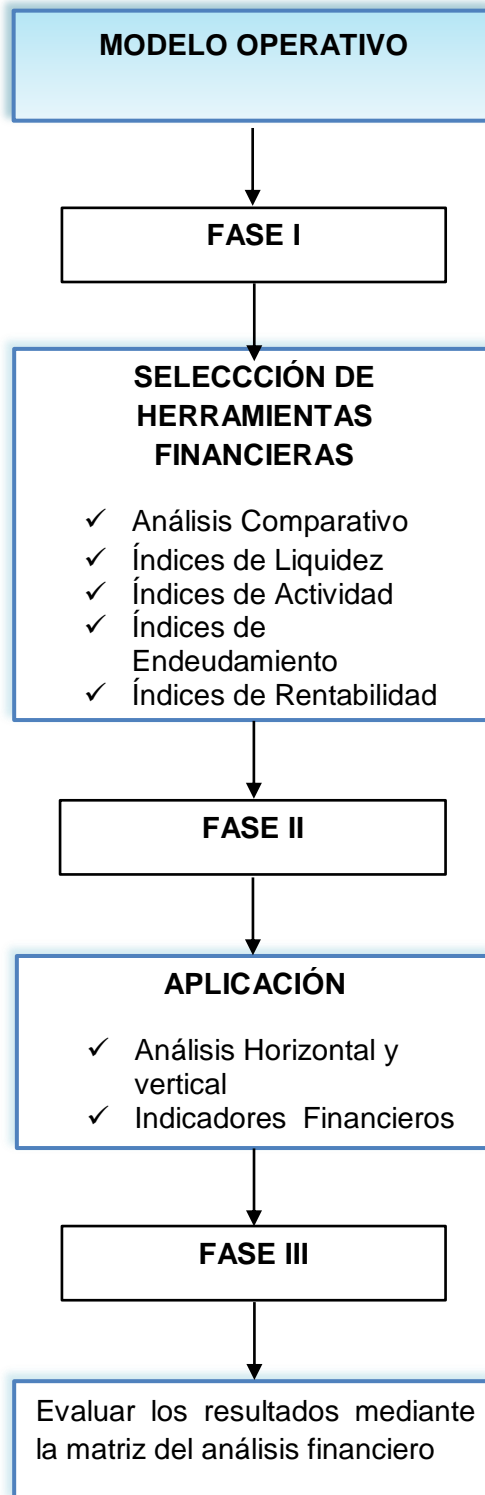 MODELO OPERATIVO
FASE I
SELECCCIÓN DE
HERRAMIENTAS
FINANCIERAS
✓ Análisis Comparativo
✓ Índices de Liquidez
✓ Índices de Actividad
✓ Índices de
Endeudamiento
✓ Índices de Rentabilidad
FASE II
APLICACIÓN
✓ Análisis Horizontal y
vertical
✓ Indicadores Financieros
FASE III
Evaluar los resultados mediante
la matriz del análisis financiero